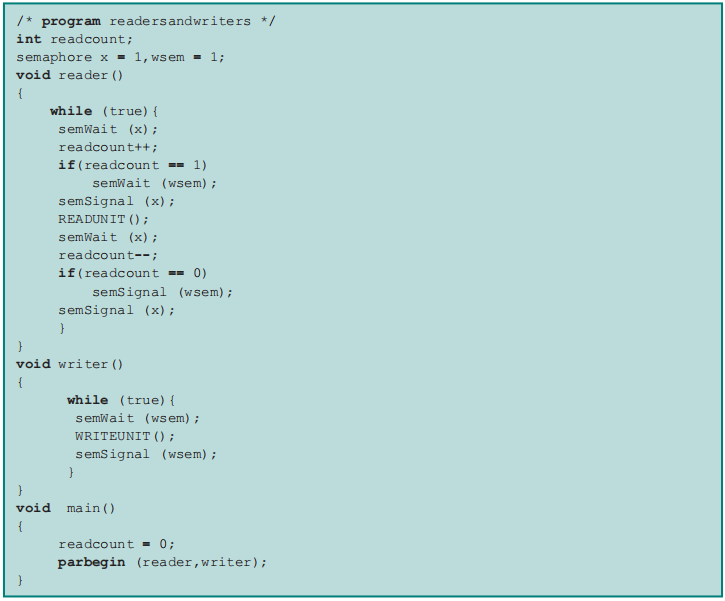 /* program readersandwriters */
int readcount;
semaphore x = 1,wsem = 1;
void reader()
{
    while (true){
     semWait (x);
     readcount++;
     if(readcount == 1)
         semWait (wsem);
     semSignal (x);
     READUNIT();
     semWait (x);
     readcount--;
     if(readcount == 0)
         semSignal (wsem);
     semSignal (x);
     }
}
void writer()
{
      while (true){
       semWait (wsem);
       WRITEUNIT();
       semSignal (wsem);
      }
}
void  main()
{
     readcount = 0;
     parbegin (reader,writer);
}